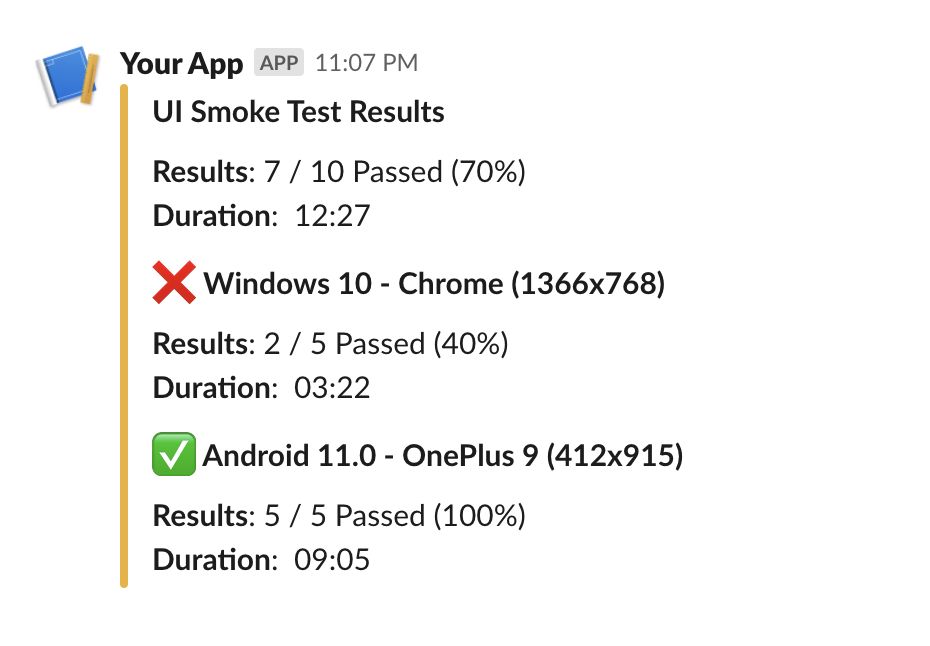 Your App APP 11:07 PM
UI Smoke Test Results
Results: 7 / 10 Passed (70%)
Duration: 12:27
❌ Windows 10 - Chrome (1366x768)
Results: 2 / 5 Passed (40%)
Duration: 03:22
✅ Android 11.0 - OnePlus 9 (412x915)
Results: 5 / 5 Passed (100%)
Duration: 09:05